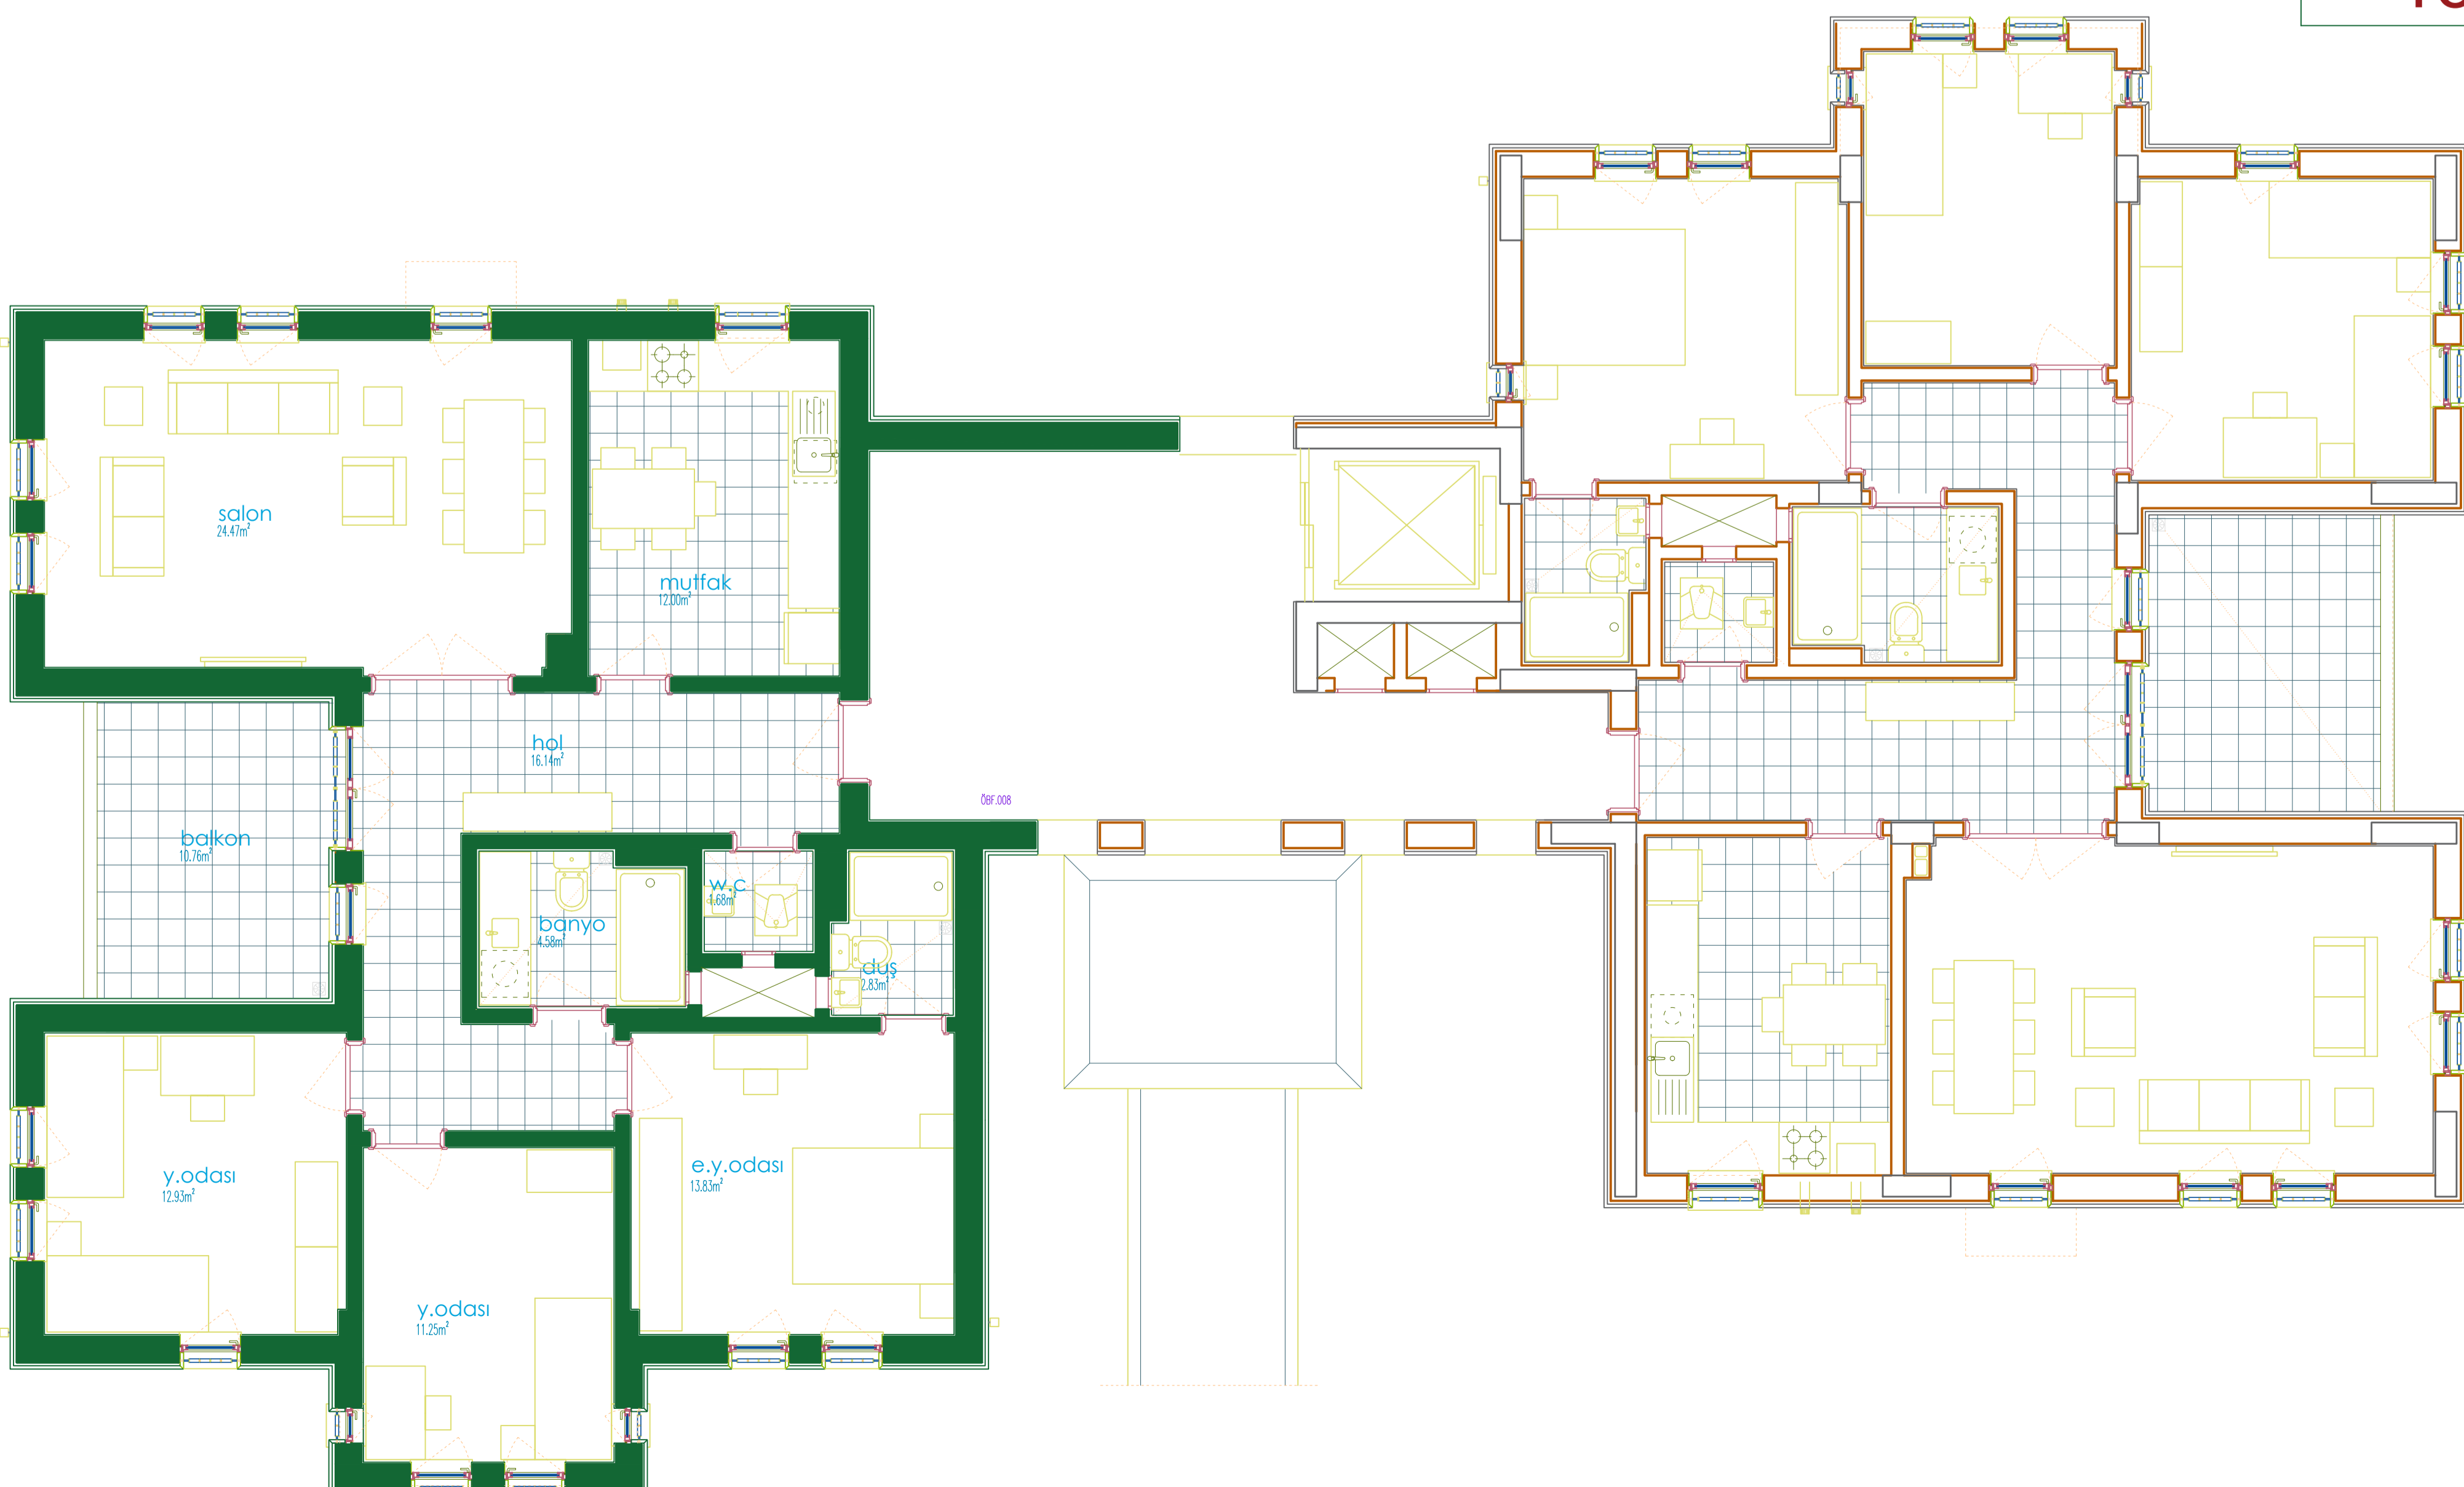 salon
24.47m²
mutfak
12.00m²
hol
16.14m²
ÖBF.008
balkon
10.76m²
w.c
1.68m²
banyo
4.58m²
duş
2.83m²
y.odası
12.93m²
e.y.odası
13.83m²
y.odası
11.25m²